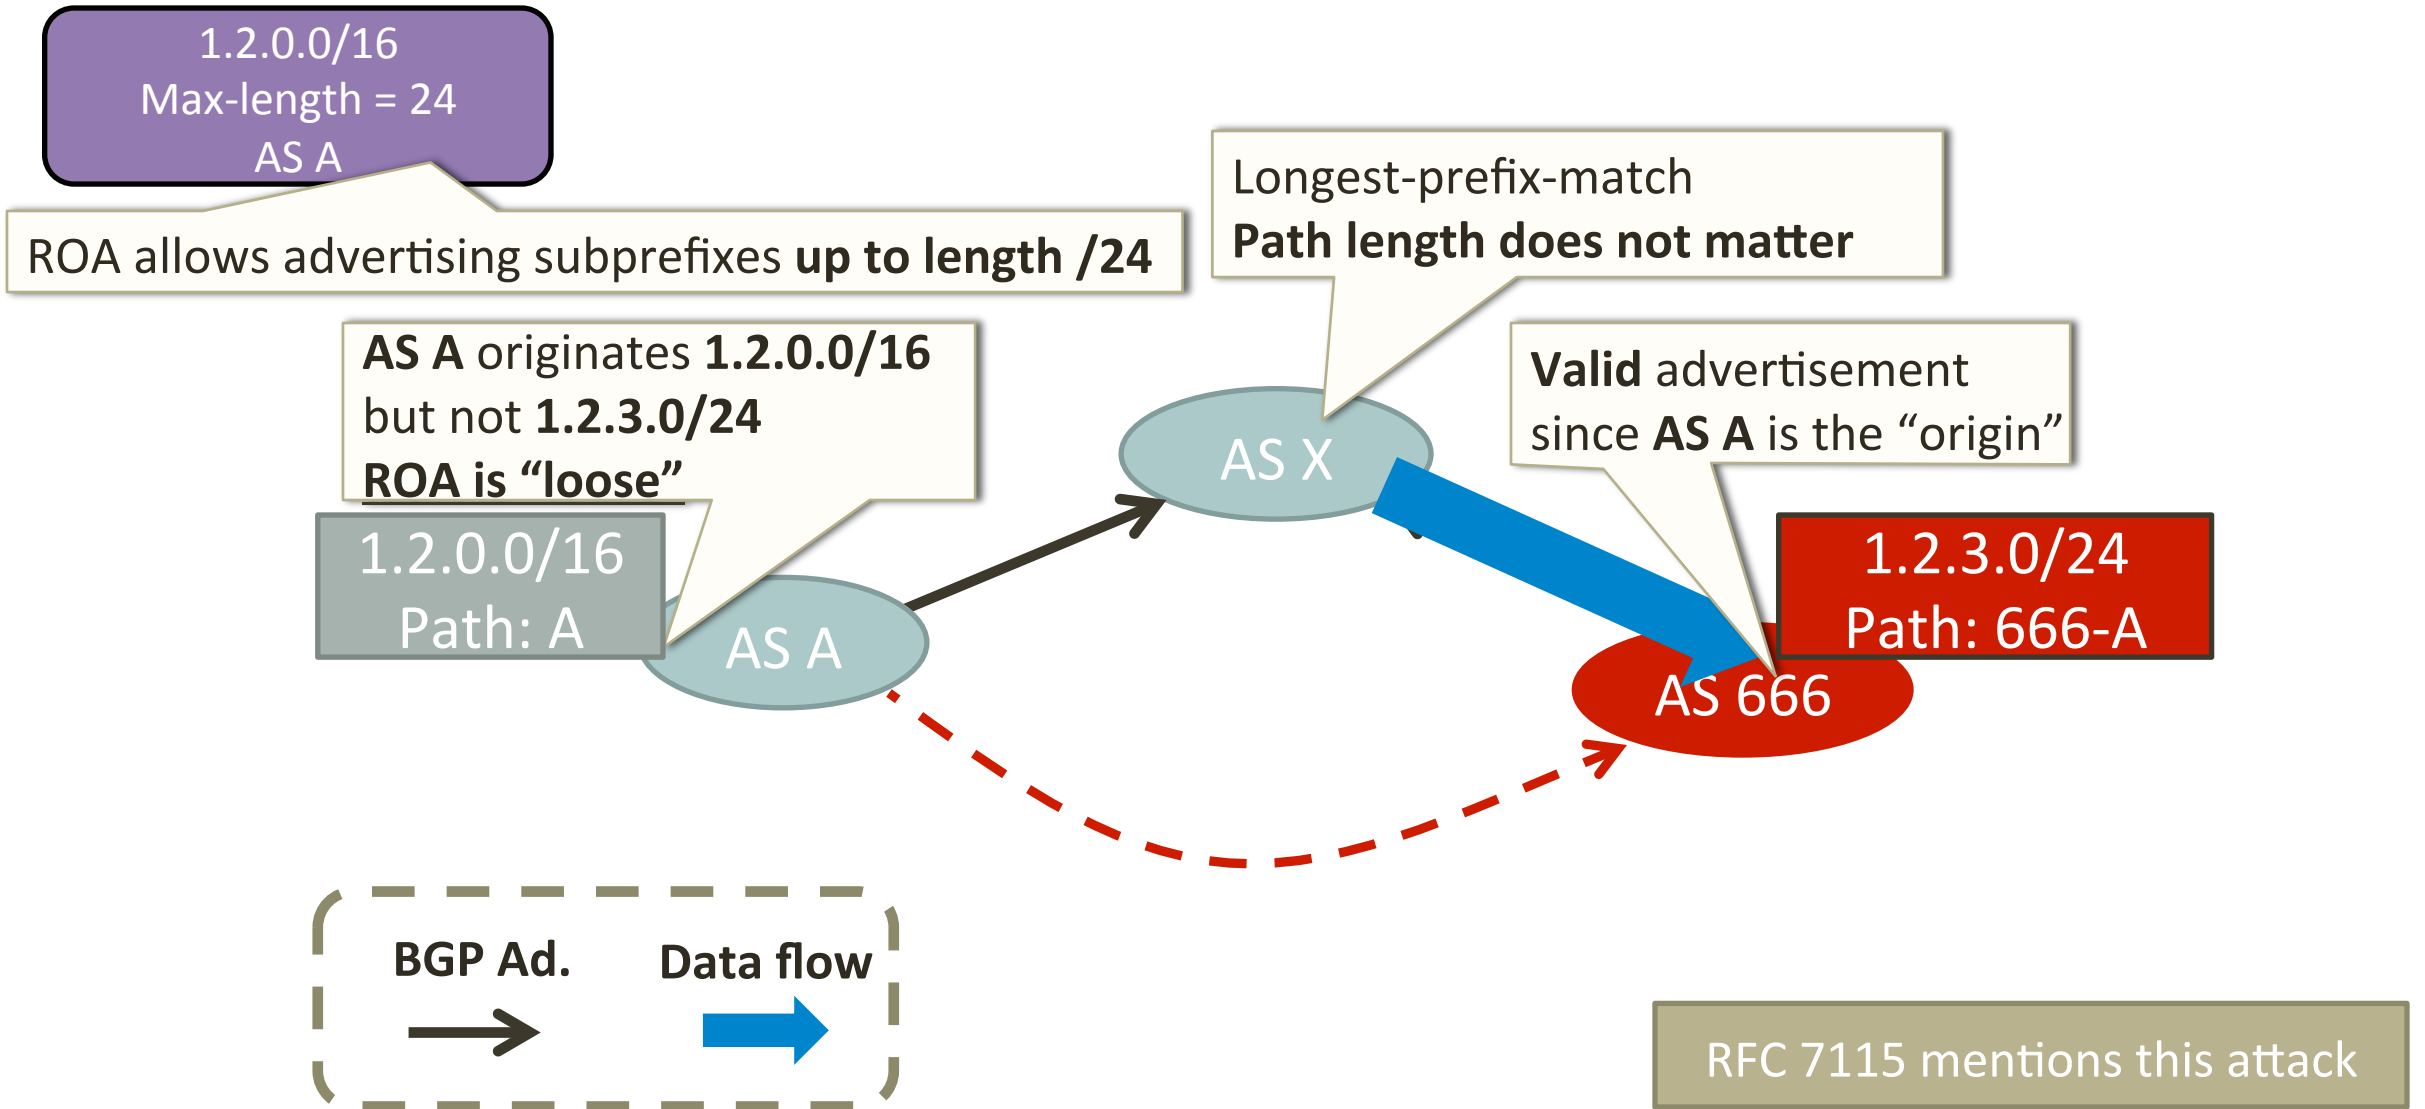 1.2.0.0/16
Max-length = 24
AS A
ROA allows advertising subprefixes up to length /24
Longest-prefix-match
Path length does not matter
AS A originates 1.2.0.0/16
but not 1.2.3.0/24
ROA is “loose”
Valid advertisement
since AS A is the “origin”
AS X
1.2.0.0/16
Path: A
AS A
1.2.3.0/24
Path: 666-A
AS 666
BGP Ad.
Data flow
RFC 7115 mentions this attack